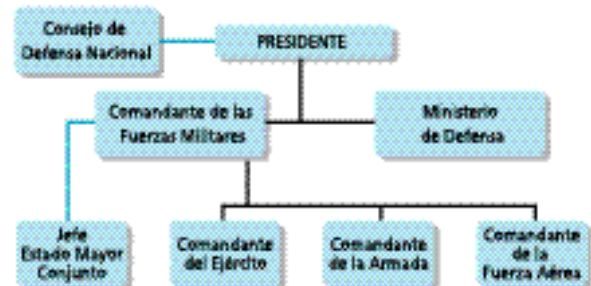 Consejo de
Defensa Nacional
PRESIDENTE
Comandante de las
Fuerzas Militares
Ministerio
de Defensa
Jefe
Estado Mayor
Conjunto
Comandante
del Ejército
Comandante
de la Armada
Comandante
de la
Fuerza Aérea